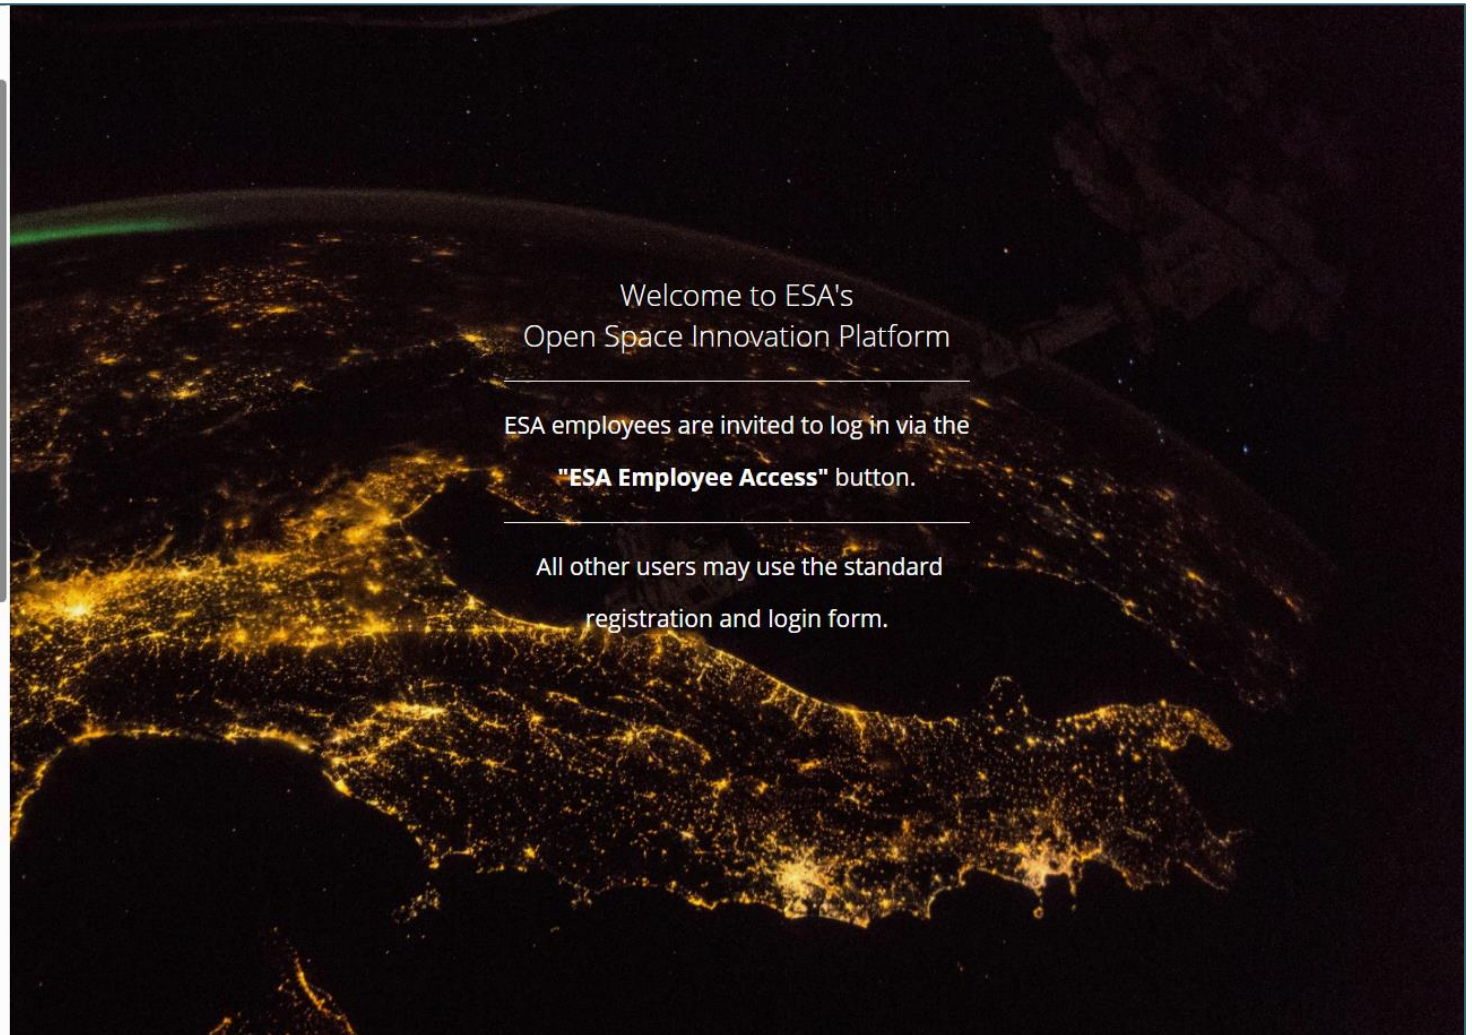 Welcome to ESA's
Open Space Innovation Platform
ESA employees are invited to log in via the
"ESA Employee Access" button.
All other users may use the standard
registration and login form.